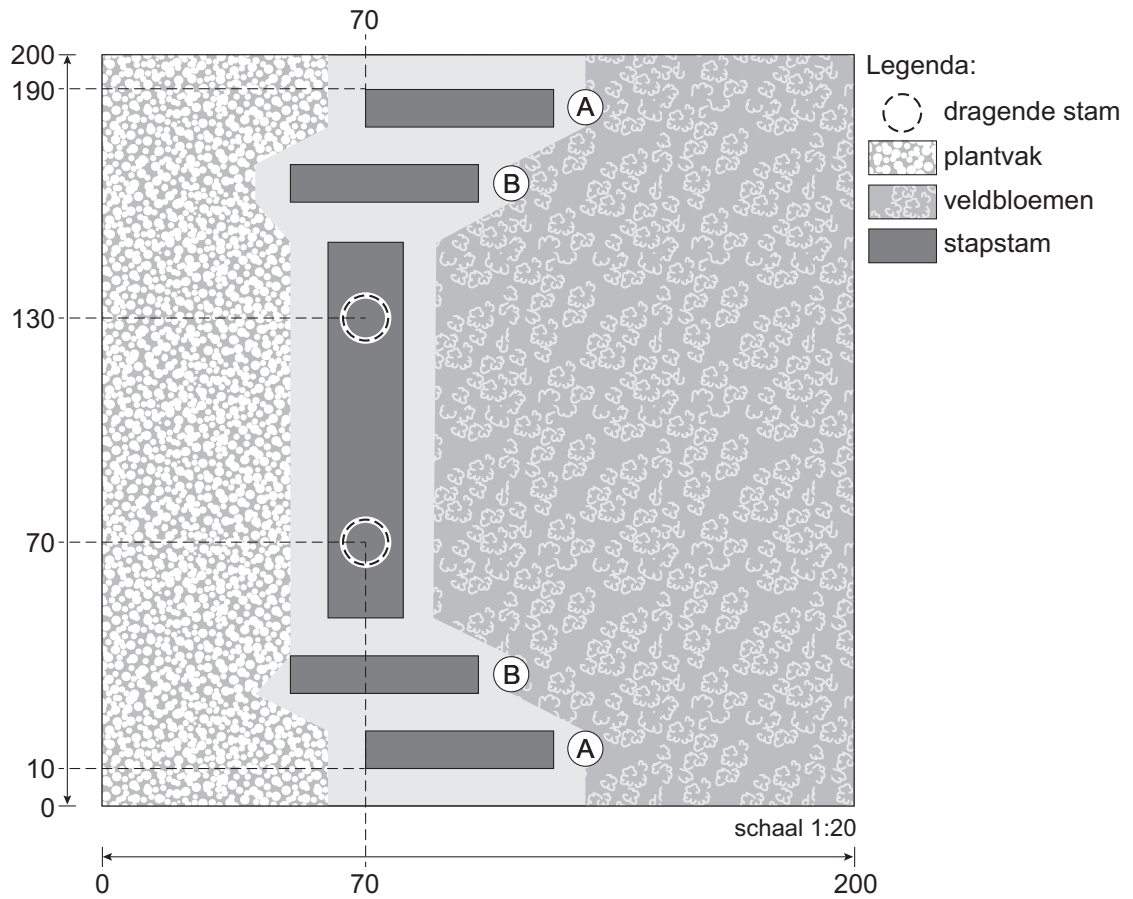 70
200
190
130
70
10
0
A
B
B
A
Legenda:
dragende stam
plantvak
veldbloemen
stapstam
schaal 1:20
0
70
200